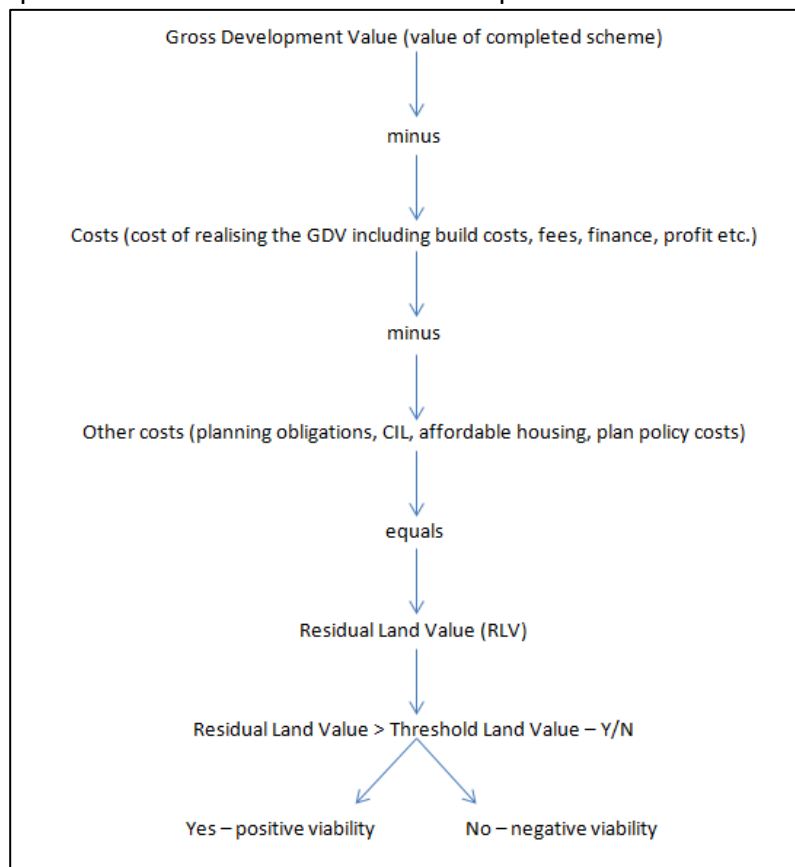 Gross Development Value (value of completed scheme)
minus
Costs (cost of realising the GDV including build costs, fees, finance, profit etc.)
minus
Other costs (planning obligations, CIL, affordable housing, plan policy costs)
equals
Residual Land Value (RLV)
Residual Land Value > Threshold Land Value – Y/N
Yes – positive viability
No – negative viability